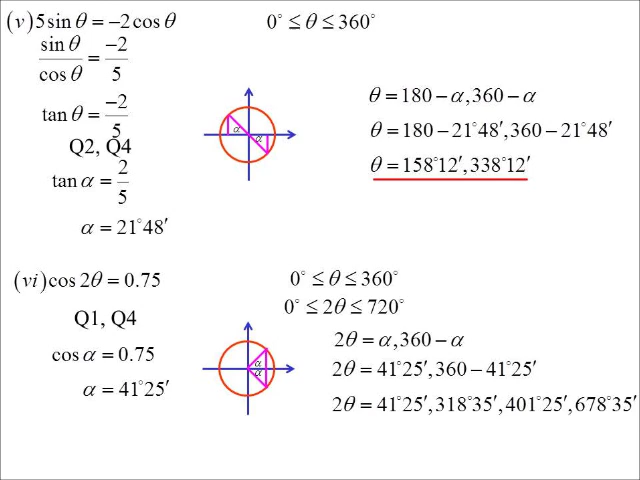 (v) 5 sin θ = −2 cos θ    0° ≤ θ ≤ 360°
sin θ / cos θ = −2 / 5
tan θ = −2 / 5
Q2, Q4
tan α = 2 / 5
α = 21°48′
α
α
θ = 180 − α, 360 − α
θ = 180 − 21°48′, 360 − 21°48′
θ = 158°12′, 338°12′
(vi) cos 2θ = 0.75    0° ≤ θ ≤ 360°
0° ≤ 2θ ≤ 720°
Q1, Q4
cos α = 0.75
α = 41°25′
α
α
2θ = α, 360 − α
2θ = 41°25′, 360 − 41°25′
2θ = 41°25′, 318°35′, 401°25′, 678°35′